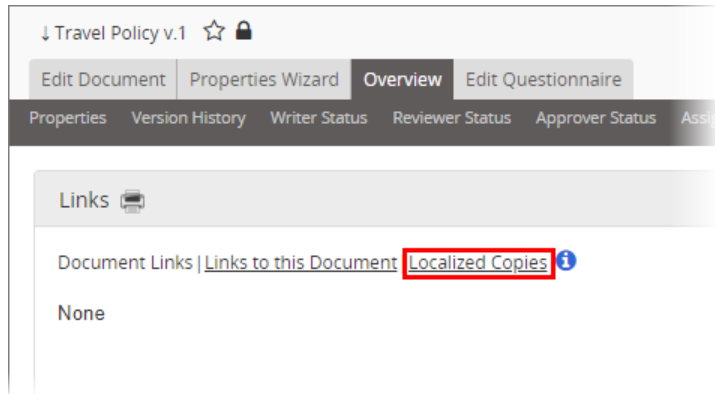 ↓ Travel Policy v.1
Edit Document Properties Wizard Overview Edit Questionnaire
Properties Version History Writer Status Reviewer Status Approver Status
Links
Document Links | Links to this Document Localized Copies
None